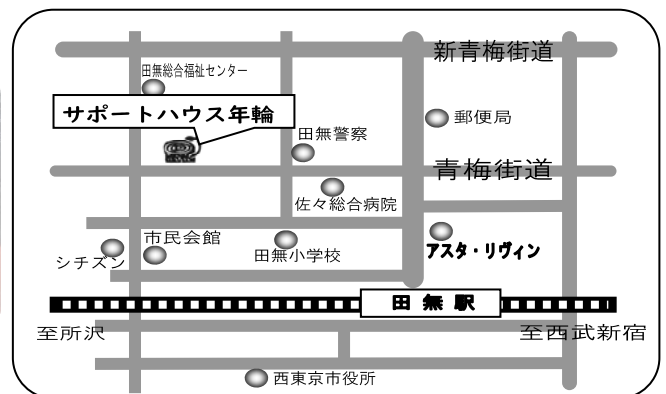 新青梅街道
田無総合福祉センター
サポートハウス年輪
郵便局
田無警察
青梅街道
佐々総合病院
市民会館
田無小学校
アスタ・リヴィン
シチズン
田無駅
至所沢
至西武新宿
西東京市役所